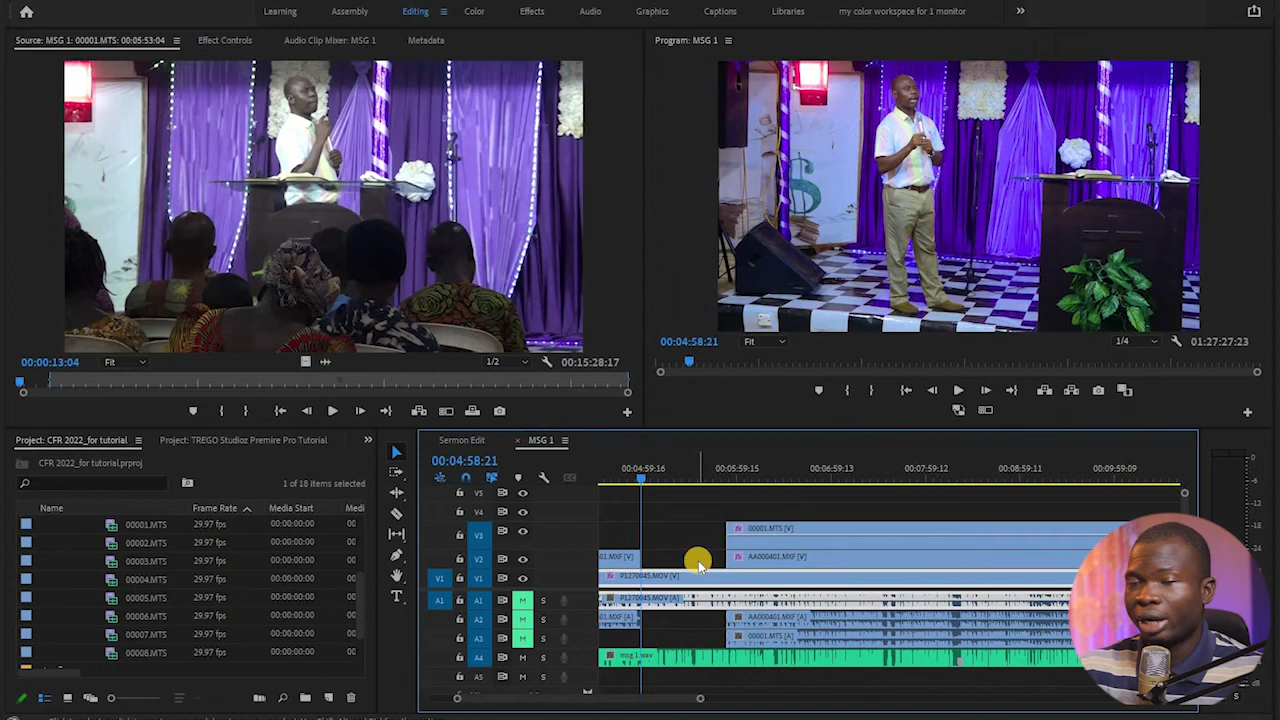 Learning Assembly Editing Color Effects Audio Graphics Captions Libraries my color workspace for 1 monitor
Source: MSG 1: 00001.MTS: 00:05:53:04 Effect Controls Audio Clip Mixer: MSG 1 Metadata
Program: MSG 1
$
00:00:13:04 Fit 1/2 00:15:28:17
00:04:58:21 Fit 1/4 01:27:27:23
Project: CFR 2022_for tutorial Project: TREGO Studioz Premire Pro Tutorial
CFR 2022_for tutorial.prproj
1 of 18 items selected
Name Frame Rate Media Start Medi
00001.MTS 29.97 fps 00:00:00:00 00
00002.MTS 29.97 fps 00:00:00:00 00
00003.MTS 29.97 fps 00:00:00:00 00
00004.MTS 29.97 fps 00:00:00:00 00
00005.MTS 29.97 fps 00:00:00:00 00
00006.MTS 29.97 fps 00:00:00:00 00
00007.MTS 29.97 fps 00:00:00:00 00
00008.MTS 29.97 fps 00:00:00:00 00
Sermon Edit × MSG 1
00:04:58:21
00:04:59:16 00:05:59:15 00:06:59:13 00:07:59:12 00:08:59:11 00:09:59:09
V5
V4
V3 00001.MTS [V]
V2 01.MXF [V] AA000401.MXF [V]
V1 V1 P1270045.MOV [V]
A1 A1 M S P1270045.MOV [A]
A2 M S 01.MXF [A] AA000401.MXF [A]
A3 M S 00001.MTS [A]
A4 M S msg 1.wav
A5 M S
0
-6
-12
-18
-24
dB
S